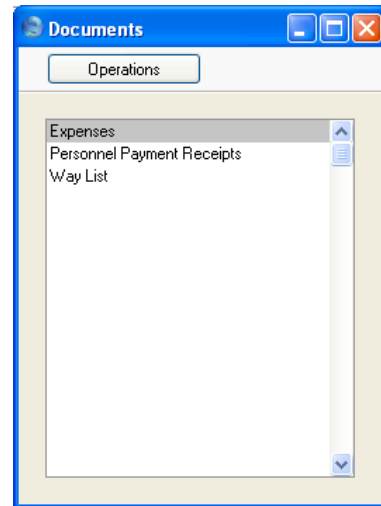 Documents
Operations
Expenses
Personnel Payment Receipts
Way List